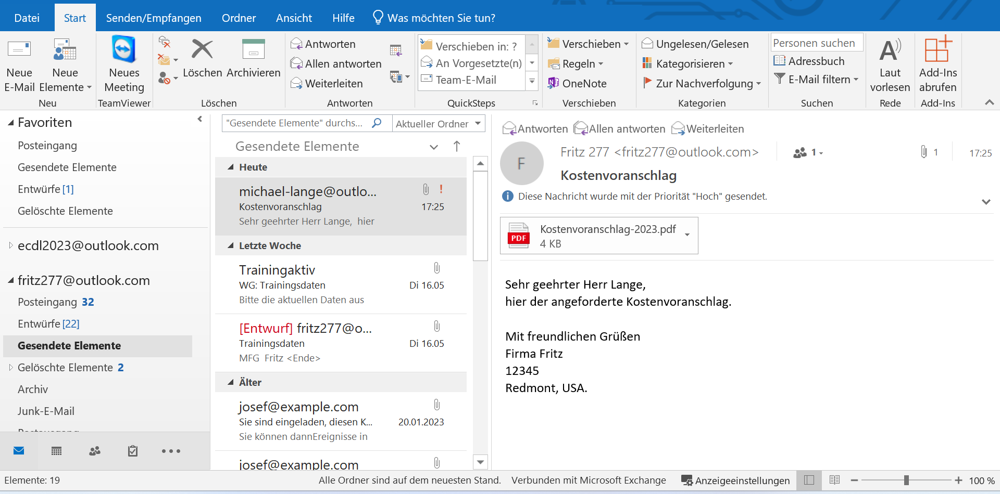 Datei Start Senden/Empfangen Ordner Ansicht Hilfe Was möchten Sie tun?
Neue E-Mail
Neue Elemente
Neu
Neues Meeting
TeamViewer
Löschen
Archivieren
Löschen
Antworten
Allen antworten
Weiterleiten
Antworten
Verschieben in: ?
An Vorgesetzte(n)
Team-E-Mail
QuickSteps
Verschieben
Regeln
OneNote
Verschieben
Ungelesen/Gelesen
Kategorisieren
Zur Nachverfolgung
Kategorien
Personen suchen
Adressbuch
E-Mail filtern
Suchen
Laut vorlesen
Rede
Add-Ins abrufen
Add-Ins
Favoriten
Posteingang
Gesendete Elemente
Entwürfe [1]
Gelöschte Elemente
ecdl2023@outlook.com
fritz277@outlook.com
Posteingang 32
Entwürfe [22]
Gesendete Elemente
Gelöschte Elemente 2
Archiv
Junk-E-Mail
Postausgang
"Gesendete Elemente" durchs... Aktueller Ordner
Gesendete Elemente
Heute
michael-lange@outlo... !
Kostenvoranschlag 17:25
Sehr geehrter Herr Lange, hier
Letzte Woche
Trainingaktiv
WG: Trainingsdaten Di 16.05
Bitte die aktuellen Daten aus
[Entwurf] fritz277@o...
Trainingsdaten Di 16.05
MFG Fritz <Ende>
Älter
josef@example.com
Sie sind eingeladen, diesen K... 20.01.2023
Sie können dannEreignisse in
josef@example.com
Antworten Allen antworten Weiterleiten
F
Fritz 277 <fritz277@outlook.com> 1 1 17:25
Kostenvoranschlag
Diese Nachricht wurde mit der Priorität "Hoch" gesendet.
PDF
Kostenvoranschlag-2023.pdf
4 KB
Sehr geehrter Herr Lange,
hier der angeforderte Kostenvoranschlag.
Mit freundlichen Grüßen
Firma Fritz
12345
Redmont, USA.
Elemente: 19 Alle Ordner sind auf dem neuesten Stand. Verbunden mit Microsoft Exchange Anzeigeeinstellungen 100 %